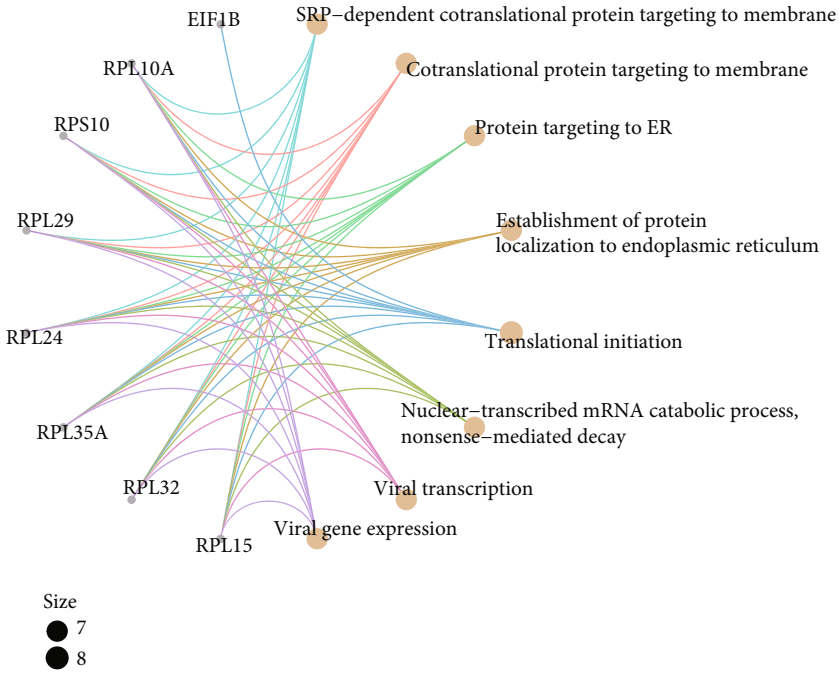 EIF1B
SRP−dependent cotranslational protein targeting to membrane
RPL10A
Cotranslational protein targeting to membrane
RPS10
Protein targeting to ER
RPL29
Establishment of protein
localization to endoplasmic reticulum
RPL24
Translational initiation
RPL35A
Nuclear−transcribed mRNA catabolic process,
nonsense−mediated decay
RPL32
Viral transcription
RPL15
Viral gene expression
Size
7
8